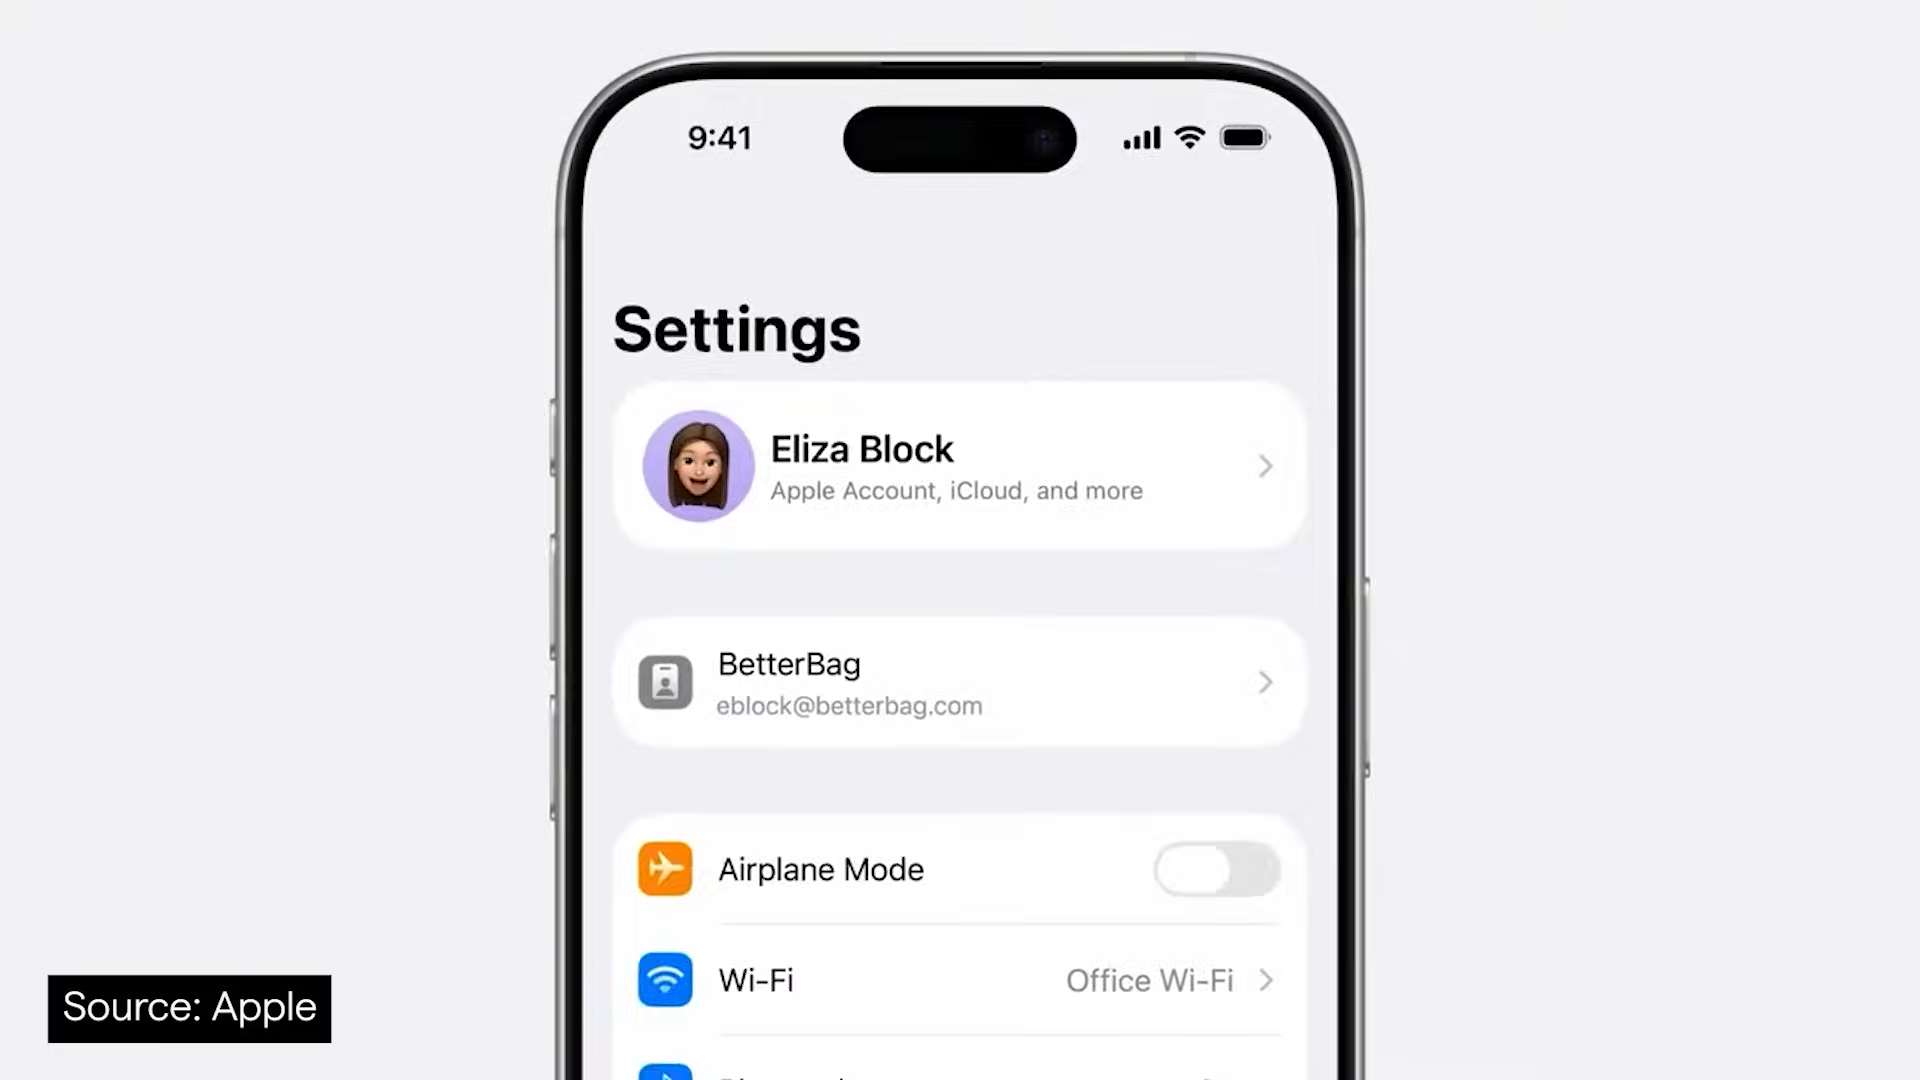 9:41
Settings
Eliza Block
Apple Account, iCloud, and more
BetterBag
eblock@betterbag.com
Airplane Mode
Wi-Fi Office Wi-Fi
Source: Apple